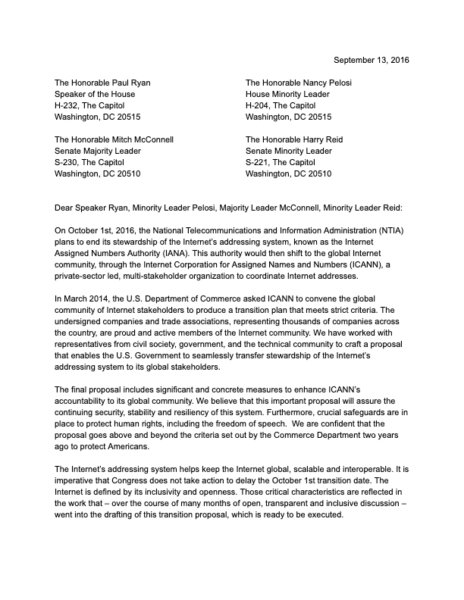 September 13, 2016
The Honorable Paul Ryan
Speaker of the House
H-232, The Capitol
Washington, DC 20515
The Honorable Nancy Pelosi
House Minority Leader
H-204, The Capitol
Washington, DC 20515
The Honorable Mitch McConnell
Senate Majority Leader
S-230, The Capitol
Washington, DC 20510
The Honorable Harry Reid
Senate Minority Leader
S-221, The Capitol
Washington, DC 20510
Dear Speaker Ryan, Minority Leader Pelosi, Majority Leader McConnell, Minority Leader Reid:
On October 1st, 2016, the National Telecommunications and Information Administration (NTIA)
plans to end its stewardship of the Internet's addressing system, known as the Internet
Assigned Numbers Authority (IANA). This authority would then shift to the global Internet
community, through the Internet Corporation for Assigned Names and Numbers (ICANN), a
private-sector led, multi-stakeholder organization to coordinate Internet addresses.
In March 2014, the U.S. Department of Commerce asked ICANN to convene the global
community of Internet stakeholders to produce a transition plan that meets strict criteria. The
undersigned companies and trade associations, representing thousands of companies across
the country, are proud and active members of the Internet community. We have worked with
representatives from civil society, government, and the technical community to craft a proposal
that enables the U.S. Government to seamlessly transfer stewardship of the Internet's
addressing system to its global stakeholders.
The final proposal includes significant and concrete measures to enhance ICANN's
accountability to its global community. We believe that this important proposal will assure the
continuing security, stability and resiliency of this system. Furthermore, crucial safeguards are in
place to protect human rights, including the freedom of speech. We are confident that the
proposal goes above and beyond the criteria set out by the Commerce Department two years
ago to protect Americans.
The Internet's addressing system helps keep the Internet global, scalable and interoperable. It is
imperative that Congress does not take action to delay the October 1st transition date. The
Internet is defined by its inclusivity and openness. Those critical characteristics are reflected in
the work that – over the course of many months of open, transparent and inclusive discussion –
went into the drafting of this transition proposal, which is ready to be executed.